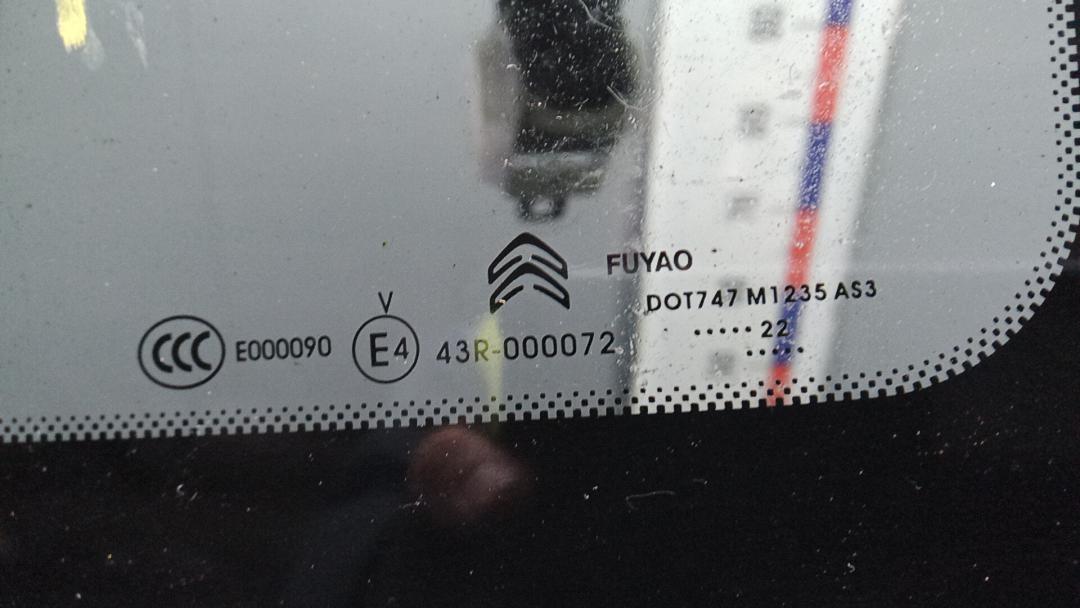 FUYAO
DOT747 M1235 AS3
····· 22
·····
CCC E000090
V
E4 43R-000072